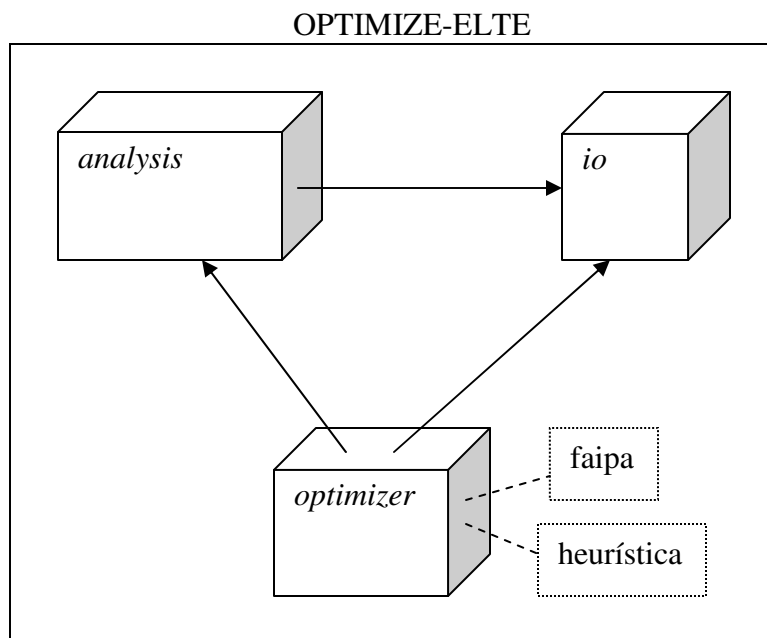 OPTIMIZE-ELTE
analysis
io
optimizer
faipa
heurística